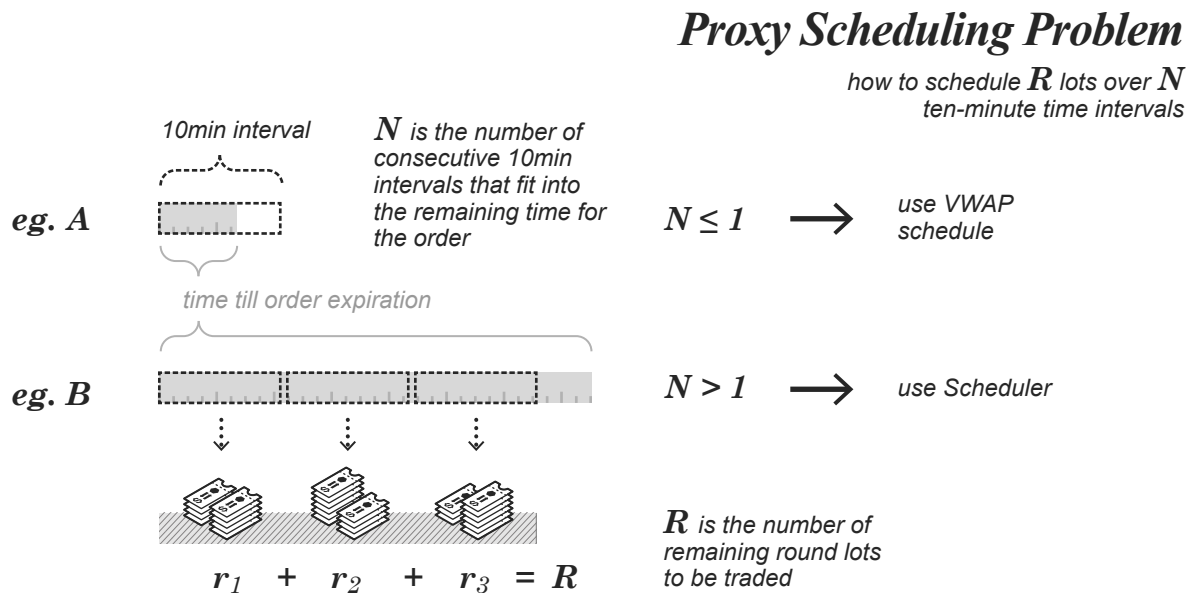 Proxy Scheduling Problem
how to schedule R lots over N
ten-minute time intervals
10min interval
N is the number of
consecutive 10min
intervals that fit into
the remaining time for
the order
eg. A
N ≤ 1
use VWAP
schedule
time till order expiration
eg. B
N > 1
use Scheduler
R is the number of
remaining round lots
to be traded
r1 + r2 + r3 = R